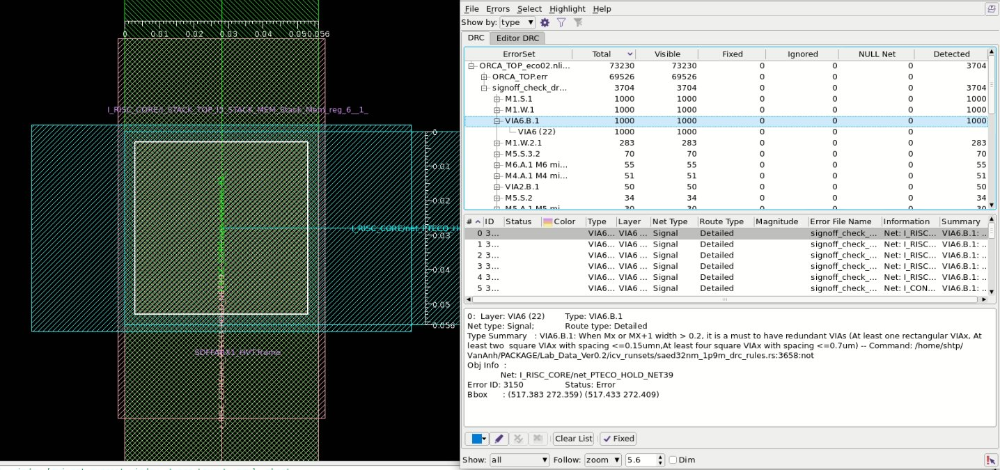 0 0.01 0.02 0.03 0.04 0.05 0.056
I_RISC_CORE/I_STACK_TOP_I3_STACK_MEM_Stack_Mem_reg_6__1_
0
0.01
0.02
I_RISC_CORE/net_PTECO_H
0.03
0.04
0.05
0.056
SDFFARX1_HVT.frame
File Errors Select Highlight Help
Show by: type
DRC Editor DRC
ErrorSet Total Visible Fixed Ignored NULL Net Detected
ORCA_TOP_eco02.nli... 73230 73230 0 0 0 3704
ORCA_TOP.err 69526 69526 0 0 0
signoff_check_dr... 3704 3704 0 0 0 3704
M1.S.1 1000 1000 0 0 0 1000
M1.W.1 1000 1000 0 0 0 1000
VIA6.B.1 1000 1000 0 0 0 1000
VIA6 (22) 1000 1000 0 0 0
M1.W.2.1 283 283 0 0 0 283
M5.S.3.2 70 70 0 0 0 70
M6.A.1 M6 mi... 55 55 0 0 0 55
M4.A.1 M4 mi... 51 51 0 0 0 51
VIA2.B.1 50 50 0 0 0 50
M5.S.2 34 34 0 0 0 34
M5.A.1 M5 mi... 30 30 0 0 0 30
# ID Status Color Type Layer Net Type Route Type Magnitude Error File Name Information Summary
0 3... VIA6... VIA6 ... Signal Detailed signoff_check_... Net: I_RISC... VIA6.B.1: ..
1 3... VIA6... VIA6 ... Signal Detailed signoff_check_... Net: I_RISC... VIA6.B.1: ..
2 3... VIA6... VIA6 ... Signal Detailed signoff_check_... Net: I_RISC... VIA6.B.1: ..
3 3... VIA6... VIA6 ... Signal Detailed signoff_check_... Net: I_RISC... VIA6.B.1: ..
4 3... VIA6... VIA6 ... Signal Detailed signoff_check_... Net: I_RISC... VIA6.B.1: ..
5 3... VIA6... VIA6 ... Signal Detailed signoff_check_... Net: I_CON... VIA6.B.1: ..
0: Layer: VIA6 (22) Type: VIA6.B.1
Net type: Signal; Route type: Detailed
Type Summary : VIA6.B.1: When Mx or MX+1 width > 0.2, it is a must to have redundant VIAs (At least one rectangular VIAx, At
least two square VIAx with spacing <=0.15umn,At least four square VIAx with spacing <=0.7um) -- Command: /home/shtp/
VanAnh/PACKAGE/Lab_Data_Ver0.2/icv_runsets/saed32nm_1p9m_drc_rules.rs:3658:not
Obj Info :
Net: I_RISC_CORE/net_PTECO_HOLD_NET39
Error ID: 3150 Status: Error
Bbox : (517.383 272.359) (517.433 272.409)
Clear List Fixed
Show: all Follow: zoom 5.6 Dim